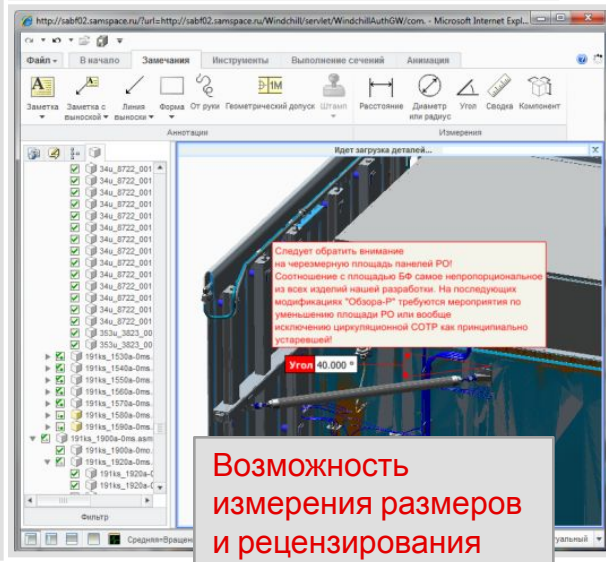 http://sabf02.samspace.ru/?url=http://sabf02.samspace.ru/Windchill/servlet/WindchillAuthGW/com. - Microsoft Internet Expl...
Файл
В начало
Замечания
Инструменты
Выполнение сечений
Анимация
Заметка
Заметка с выноской
Линия выноски
Форма
От руки
Геометрический допуск
Штамп
Расстояние
Диаметр или радиус
Угол
Сводка
Компонент
Аннотации
Измерения
Идет загрузка деталей...
34u_8722_001
34u_8722_001
34u_8722_001
34u_8722_001
34u_8722_001
34u_8722_001
34u_8722_001
34u_8722_001
34u_8722_001
34u_8722_001
34u_8722_001
34u_8722_001
34u_8722_001
353u_3823_00
353u_3823_00
191ks_1530a-0ms.
191ks_1540a-0ms.
191ks_1550a-0ms.
191ks_1560a-0ms.
191ks_1570a-0ms.
191ks_1580a-0ms.
191ks_1590a-0ms.
191ks_1900a-0ms.asm
191ks_1900a-0mo.
191ks_1920a-0ms.
191ks_1920a-0
191ks_1920a-0
Фильтр
Следует обратить внимание
на черезмерную площадь панелей РО!
Соотношение с площадью БФ самое непропорциональное
из всех изделий нашей разработки. На последующих
модификациях "Обзора-Р" требуются мероприятия по
уменьшению площади РО или вообще
исключению циркуляционной СОТР как принципиально
устаревшей!
Угол 40.000 °
Возможность
измерения размеров
и рецензирования